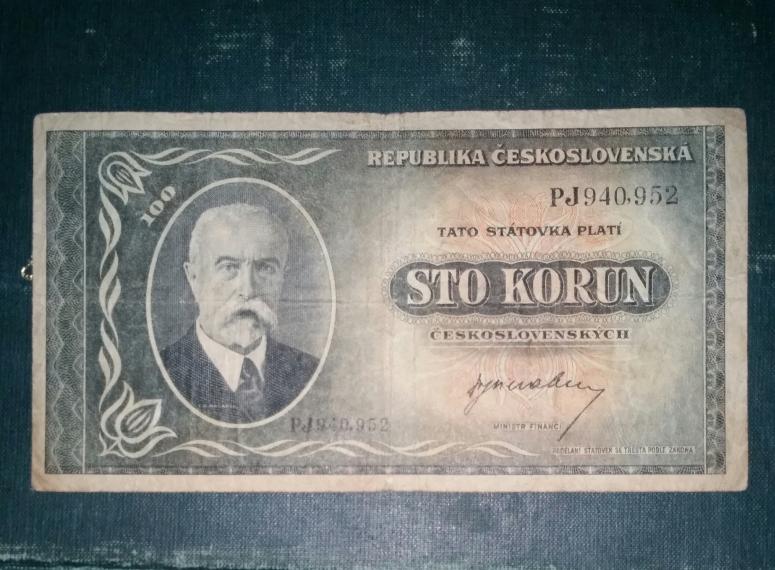 REPUBLIKA ČESKOSLOVENSKÁ
100
PJ940,952
TATO STÁTOVKA PLATÍ
STO KORUN
ČESKOSLOVENSKÝCH
PJ940,952
MINISTR FINANCÍ
PADĚLÁNÍ STÁTOVEK SE TRESTÁ PODLE ZÁKONA